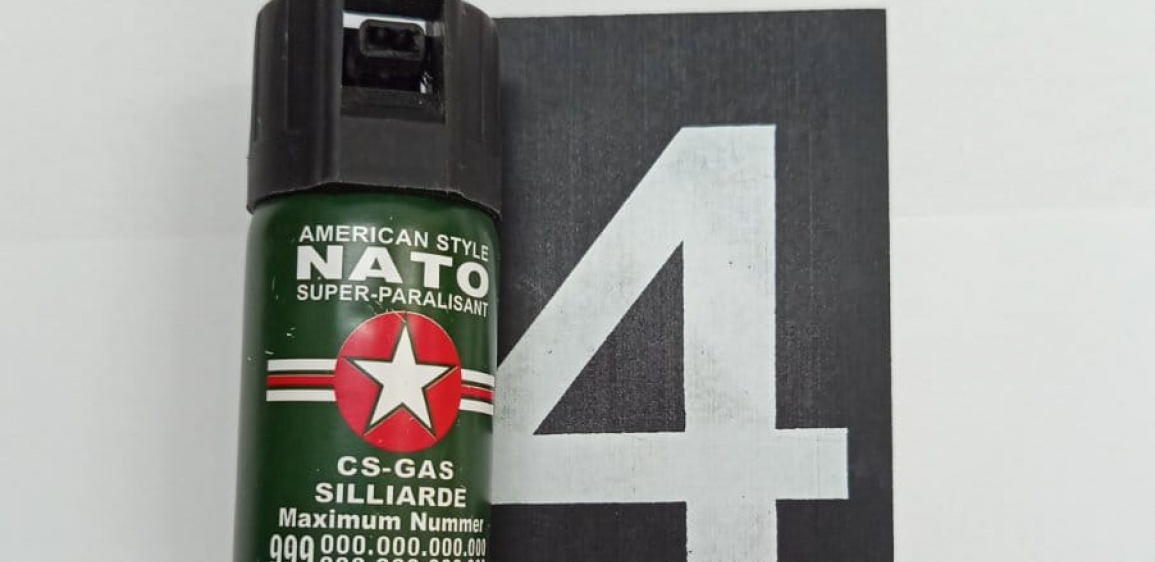 AMERICAN STYLE
NATO
SUPER-PARALISANT
CS-GAS
SILLIARDE
Maximum Nummer
999 000.000.000.000
4